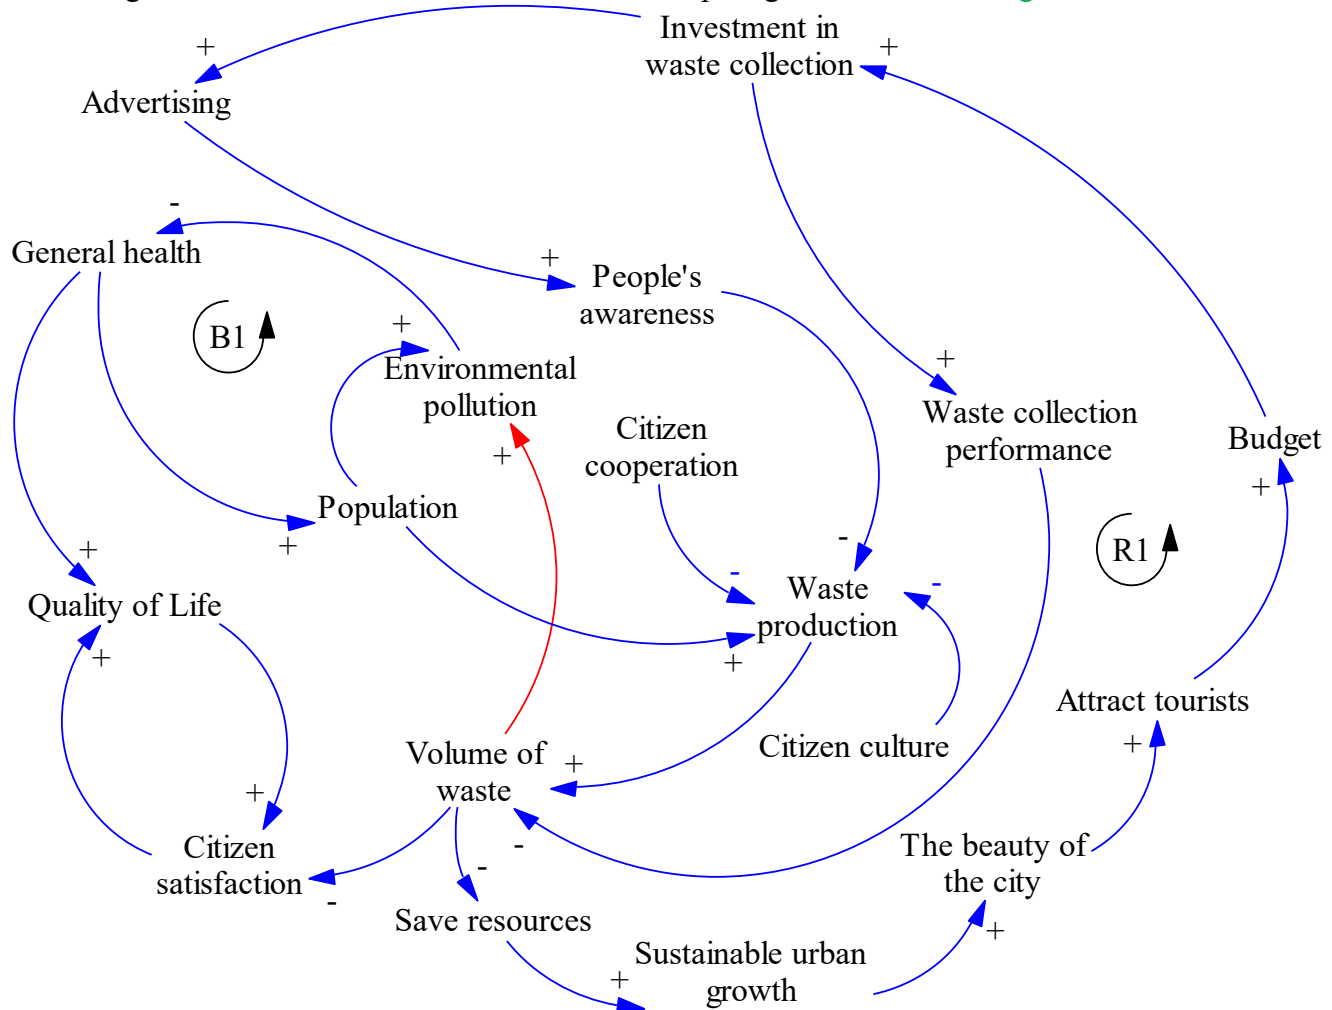 Investment in
waste collection
+
+
Advertising
-
General health
+
People's
awareness
B1
+
Environmental
pollution
+
Waste collection
performance
Citizen
cooperation
Budget
+
+
Population
+
-
R1
+
Quality of Life
-
Waste
production
-
+
+
Attract tourists
+
Citizen culture
Volume of
waste
+
+
Citizen
satisfaction
-
-
-
The beauty of
the city
Save resources
+
Sustainable urban
growth
+